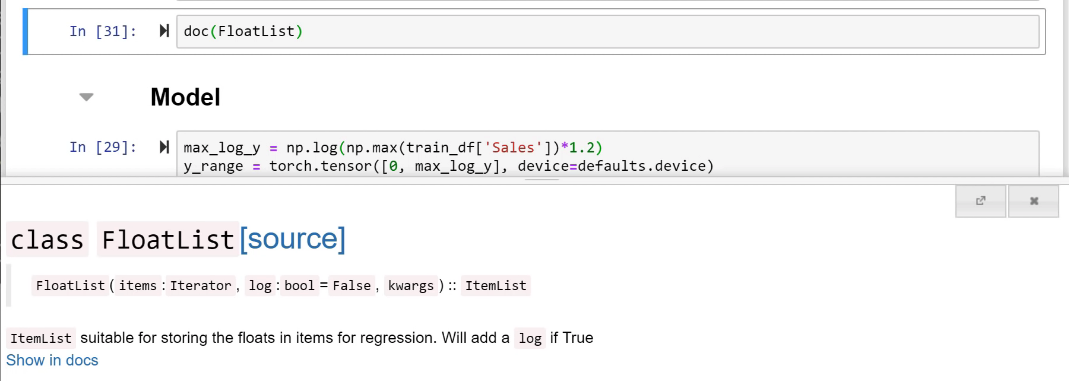 In [31]: doc(FloatList)
Model
In [29]: max_log_y = np.log(np.max(train_df['Sales'])*1.2)
y_range = torch.tensor([0, max_log_y], device=defaults.device)
class FloatList[source]
FloatList(items:Iterator, log:bool=False, kwargs) :: ItemList
ItemList suitable for storing the floats in items for regression. Will add a log if True
Show in docs